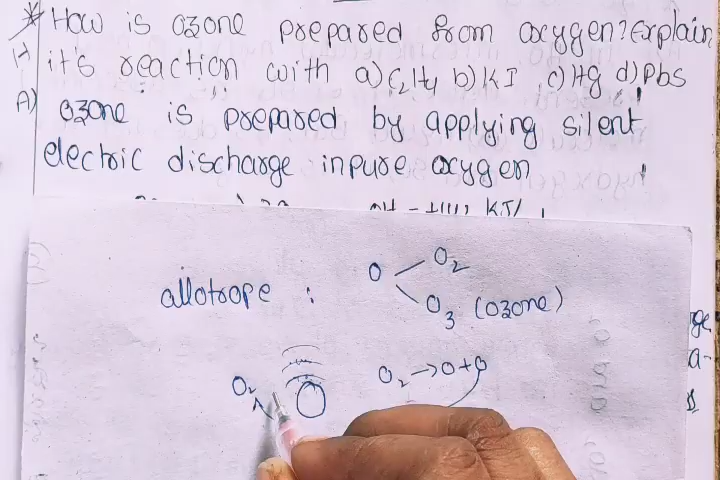 * How is ozone prepared from oxygen? Explain
it's reaction with a) C2H4 b) KI c) Hg d) Pbs
A) ozone is prepared by applying silent
electric discharge in pure oxygen
allotrope : O O2
O3 (ozone)
O2 O2 → O + O